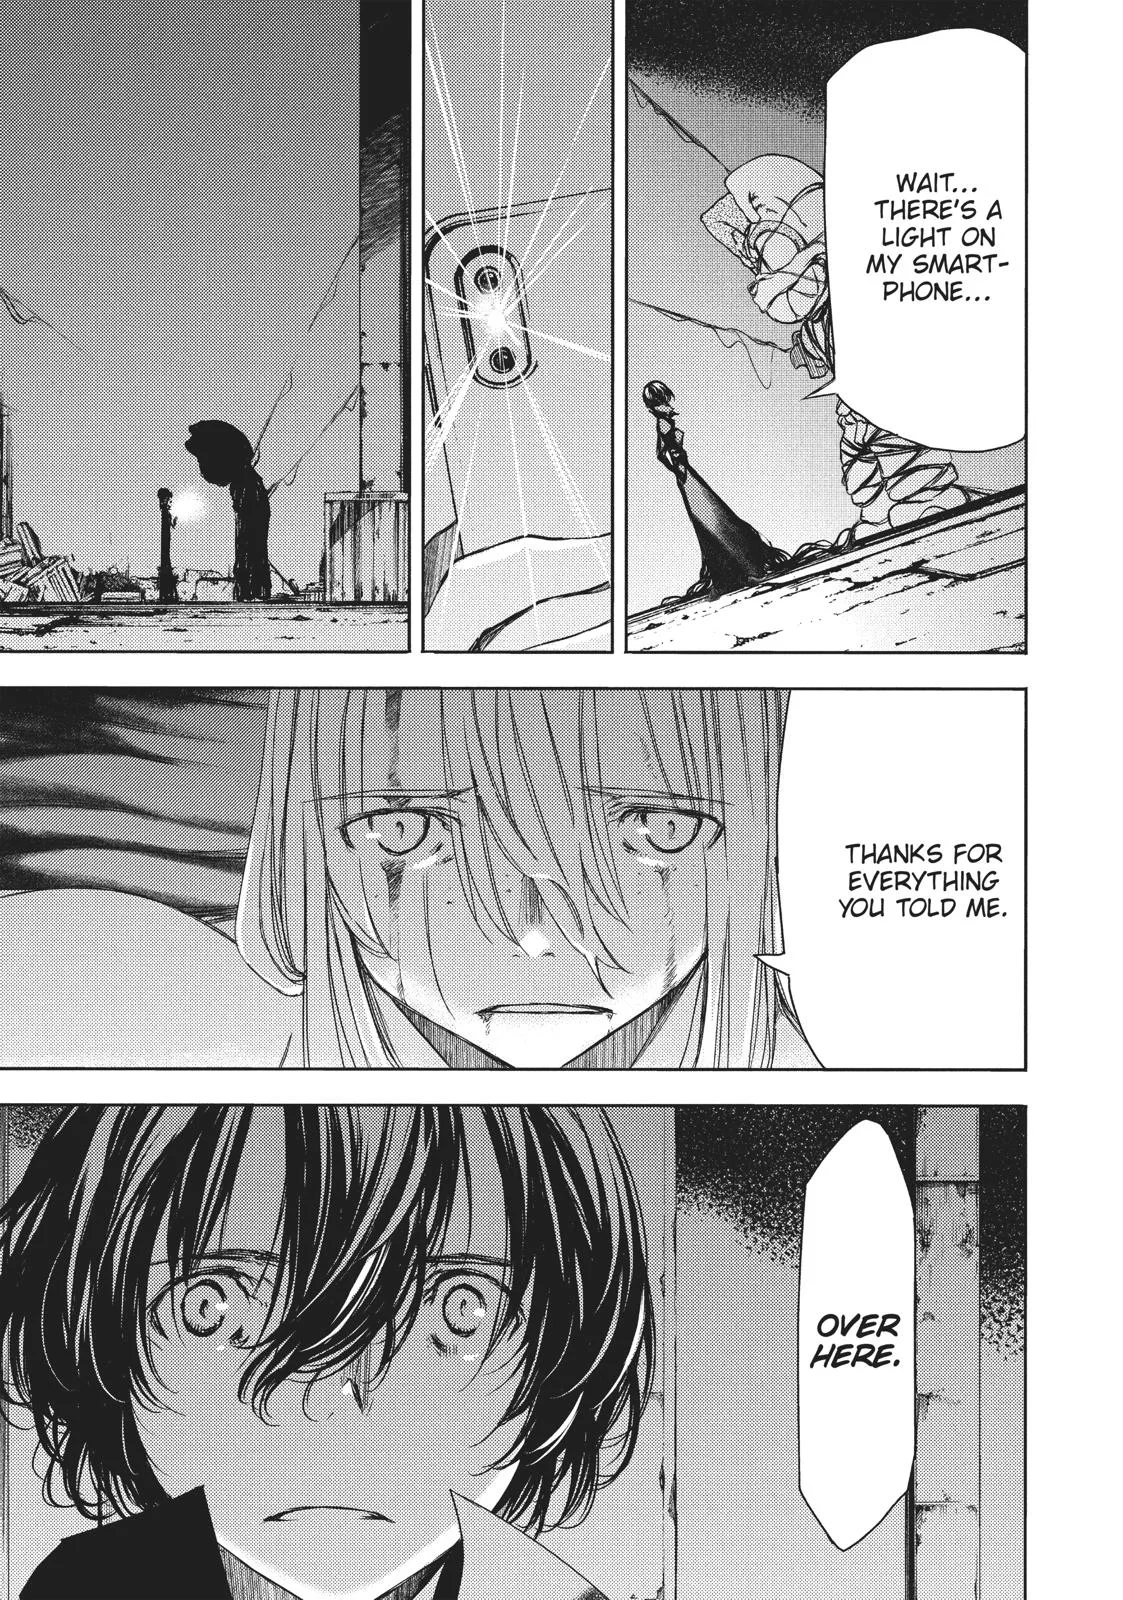 WAIT...
THERE'S A
LIGHT ON
MY SMART-
PHONE...
THANKS FOR
EVERYTHING
YOU TOLD ME.
OVER
HERE.